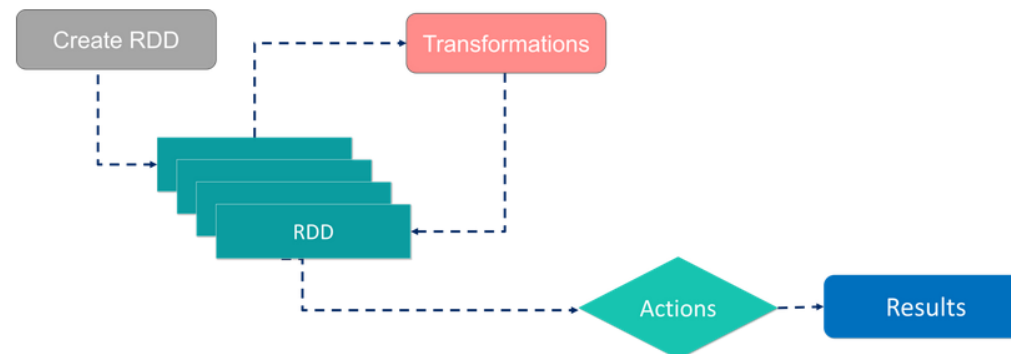 Create RDD
Transformations
RDD
Actions
Results